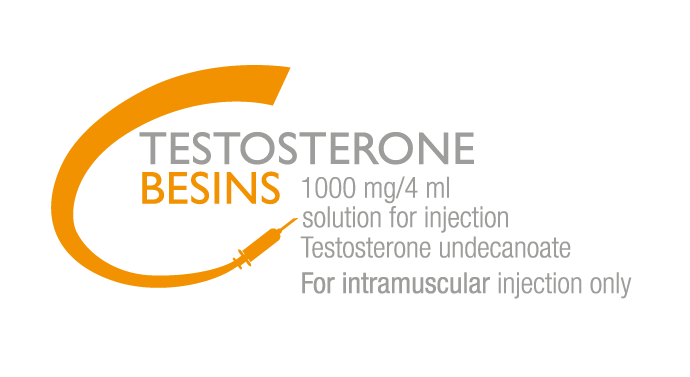 TESTOSTERONE
BESINS 1000 mg/4 ml
solution for injection
Testosterone undecanoate
For intramuscular injection only